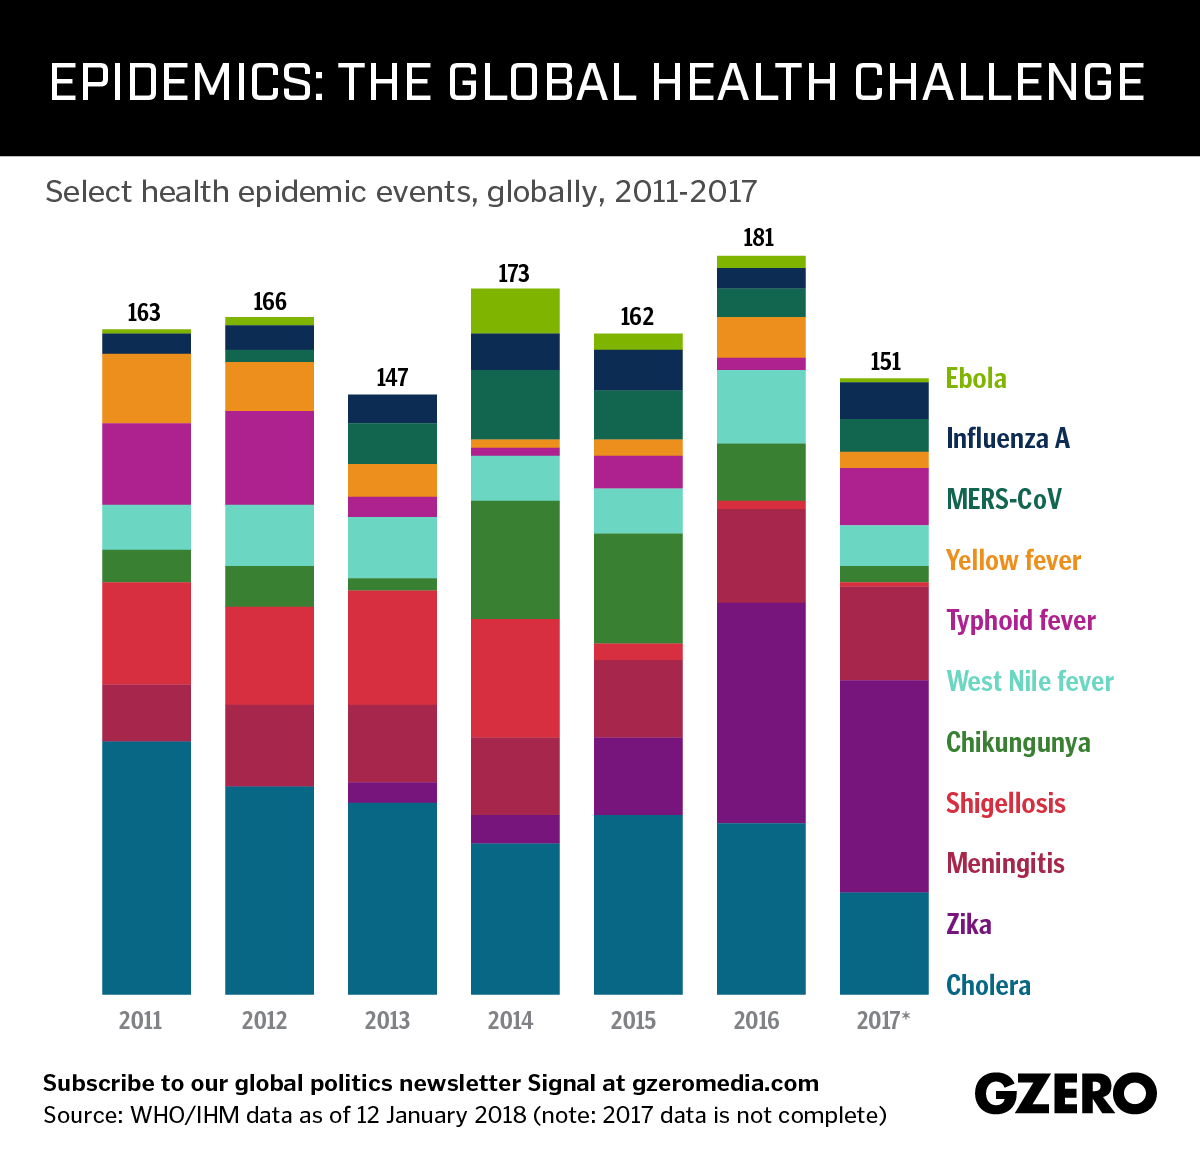 EPIDEMICS: THE GLOBAL HEALTH CHALLENGE
Select health epidemic events, globally, 2011-2017
163
166
147
173
162
181
151
Ebola
Influenza A
MERS-CoV
Yellow fever
Typhoid fever
West Nile fever
Chikungunya
Shigellosis
Meningitis
Zika
Cholera
2011
2012
2013
2014
2015
2016
2017*
Subscribe to our global politics newsletter Signal at gzeromedia.com
Source: WHO/IHM data as of 12 January 2018 (note: 2017 data is not complete)
GZERO